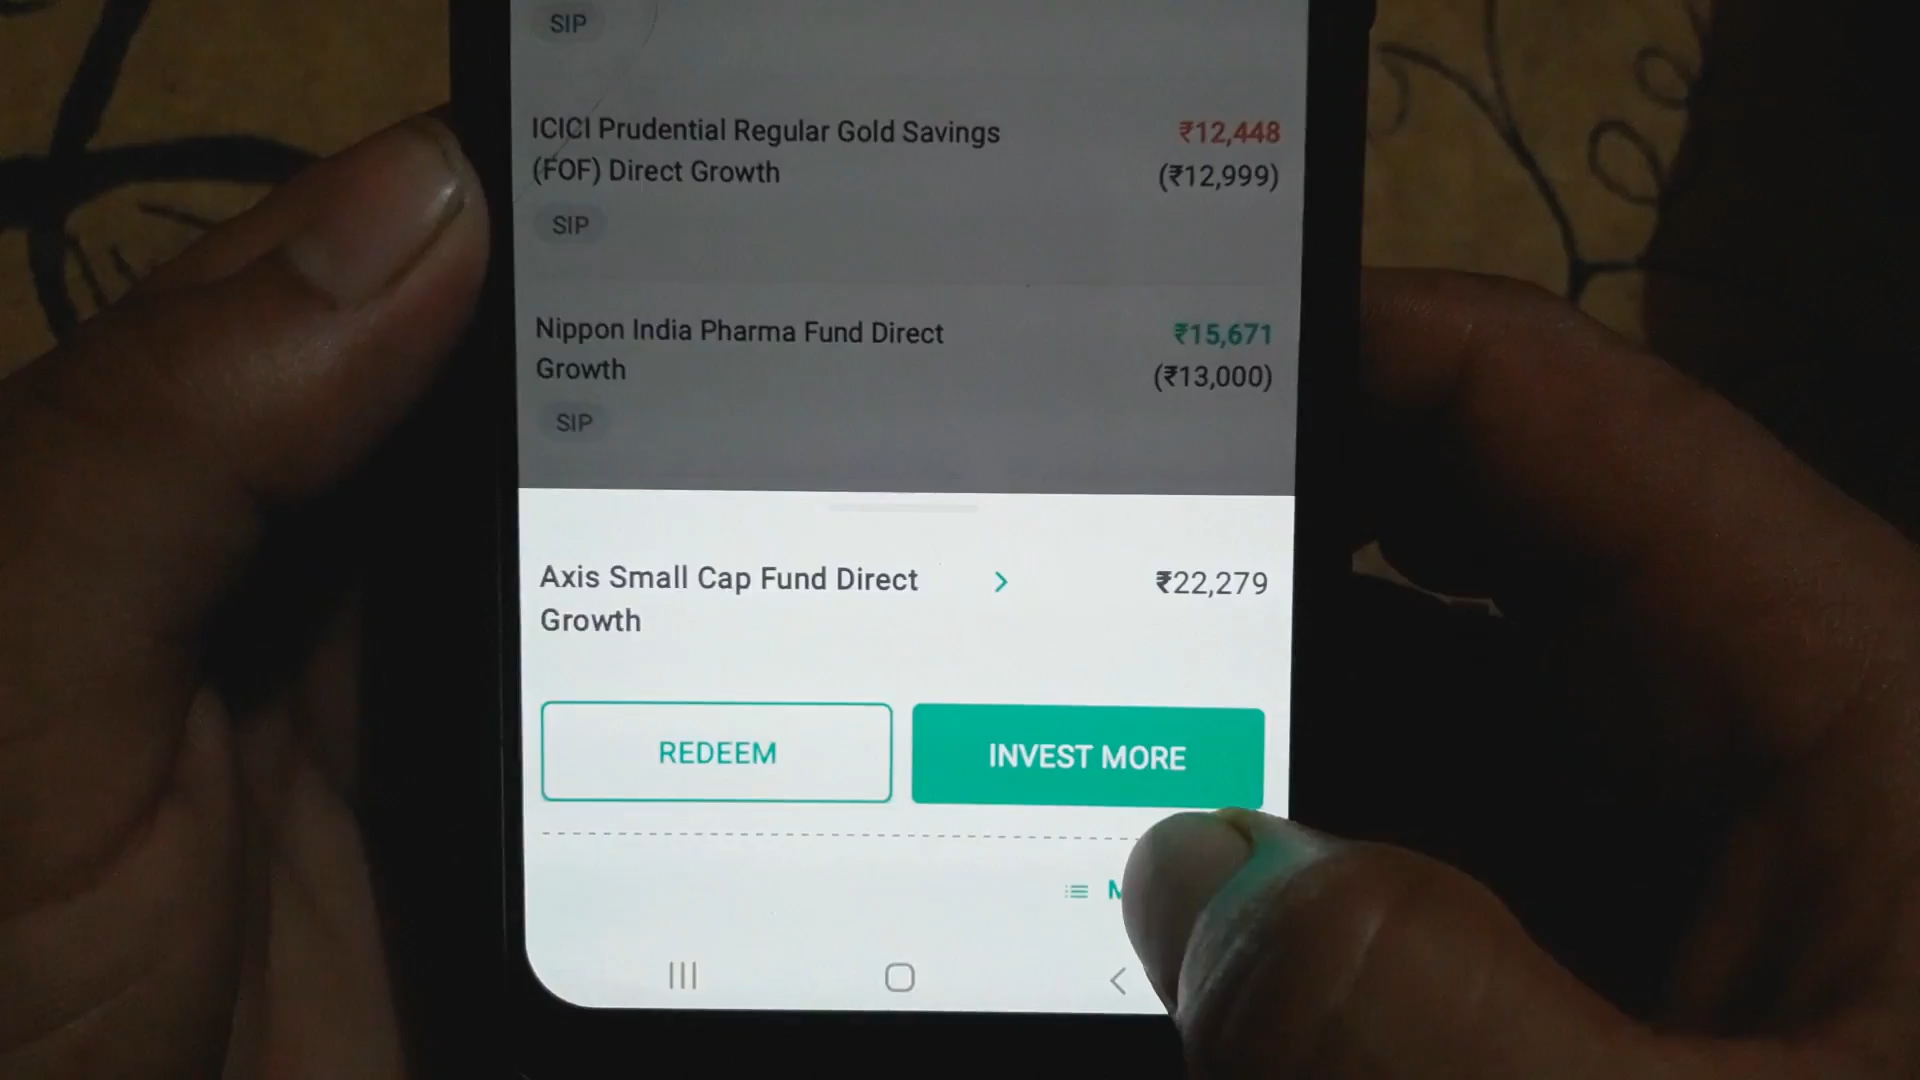 SIP
ICICI Prudential Regular Gold Savings
₹12,448
(FOF) Direct Growth
(₹12,999)
SIP
Nippon India Pharma Fund Direct
₹15,671
Growth
(₹13,000)
SIP
Axis Small Cap Fund Direct
₹22,279
Growth
REDEEM
INVEST MORE